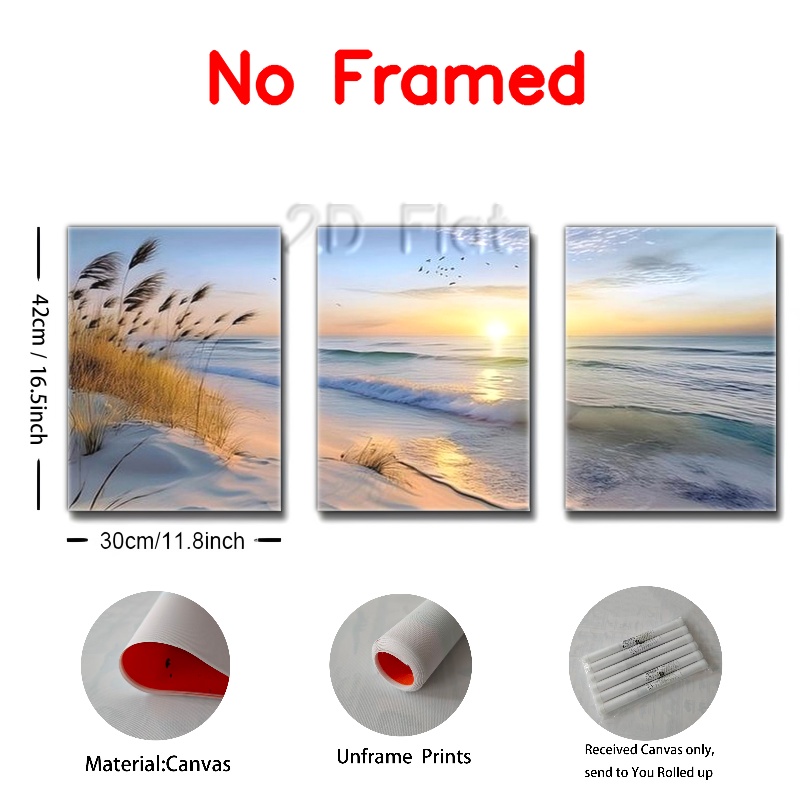 No Framed
2D Flat
42cm / 16.5inch
30cm/11.8inch
Material:Canvas
Unframe Prints
Received Canvas only,
send to You Rolled up